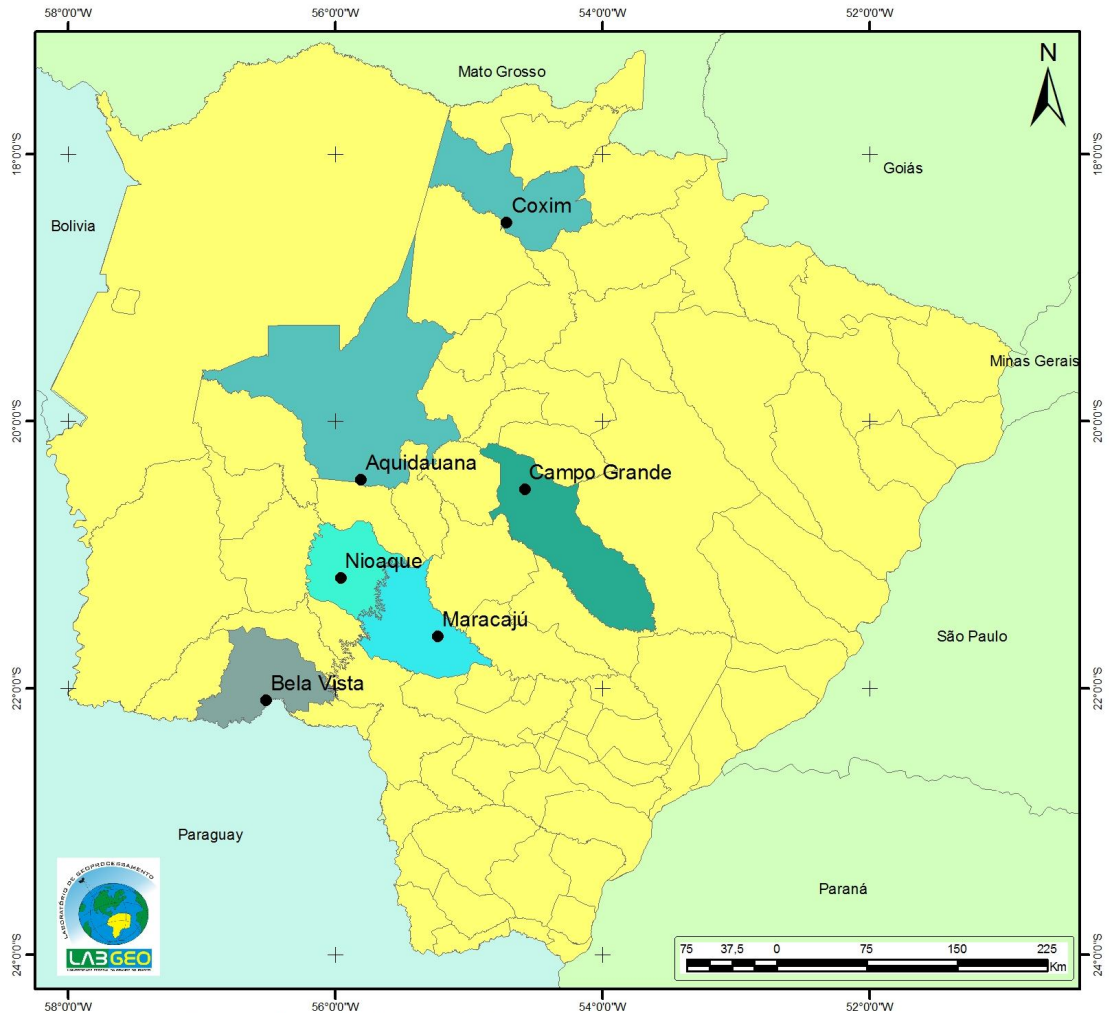 58°0'0"W 56°0'0"W 54°0'0"W 52°0'0"W
N
Mato Grosso
18°0'0"S 18°0'0"S
Goiás
Coxim
Bolivia
Minas Gerais
20°0'0"S 20°0'0"S
Aquidauana
Campo Grande
Nioaque
Maracajú
São Paulo
Bela Vista
22°0'0"S 22°0'0"S
Paraguay
Paraná
LABORATÓRIO DE GEOPROCESSAMENTO
LABGEO
75 37,5 0 75 150 225
Km
24°0'0"S 24°0'0"S
58°0'0"W 56°0'0"W 54°0'0"W 52°0'0"W